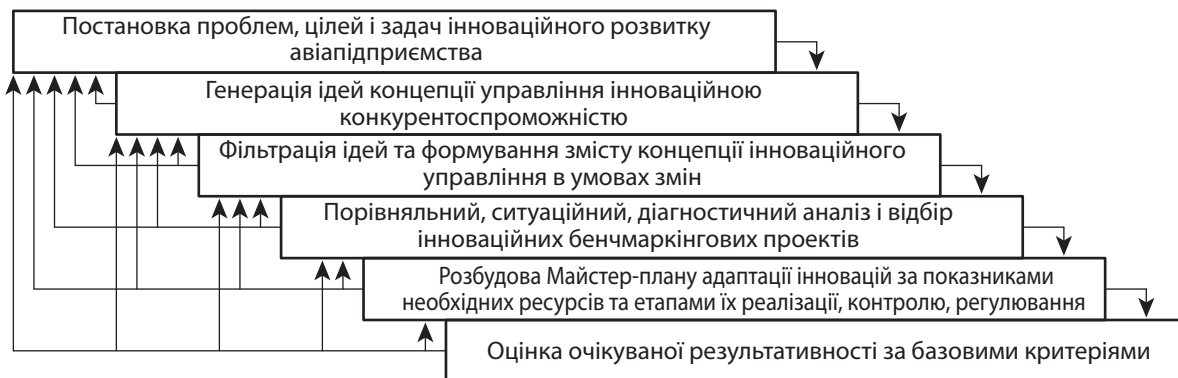 Постановка проблем, цілей і задач інноваційного розвитку
авіапідприємства
Генерація ідей концепції управління інноваційною
конкурентоспроможністю
Фільтрація ідей та формування змісту концепції інноваційного
управління в умовах змін
Порівняльний, ситуаційний, діагностичний аналіз і відбір
інноваційних бенчмаркінгових проектів
Розбудова Майстер-плану адаптації інновацій за показниками
необхідних ресурсів та етапами їх реалізації, контролю, регулювання
Оцінка очікуваної результативності за базовими критеріями